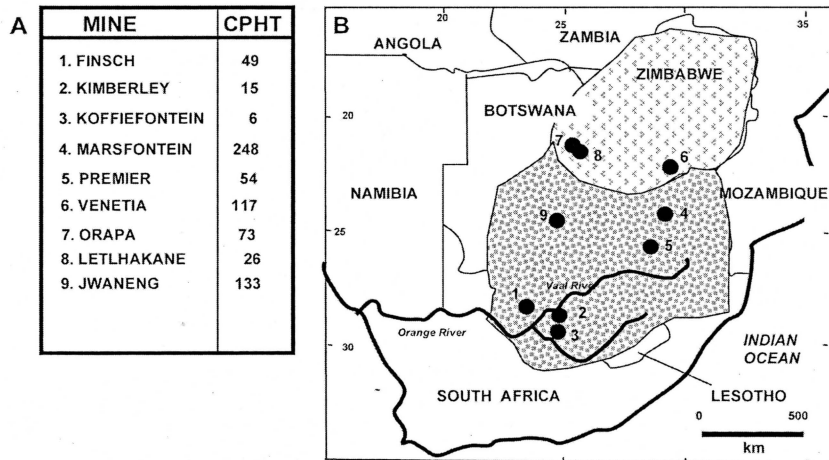 A
MINE CPHT
1. FINSCH 49
2. KIMBERLEY 15
3. KOFFIEFONTEIN 6
4. MARSFONTEIN 248
5. PREMIER 54
6. VENETIA 117
7. ORAPA 73
8. LETLHAKANE 26
9. JWANENG 133
B
20 25 35
ANGOLA
ZAMBIA
ZIMBABWE
BOTSWANA
20
7
8
6
NAMIBIA
MOZAMBIQUE
9
4
25
5
Vaal River
1
2
Orange River
3
30
INDIAN
OCEAN
SOUTH AFRICA
LESOTHO
0 500
km